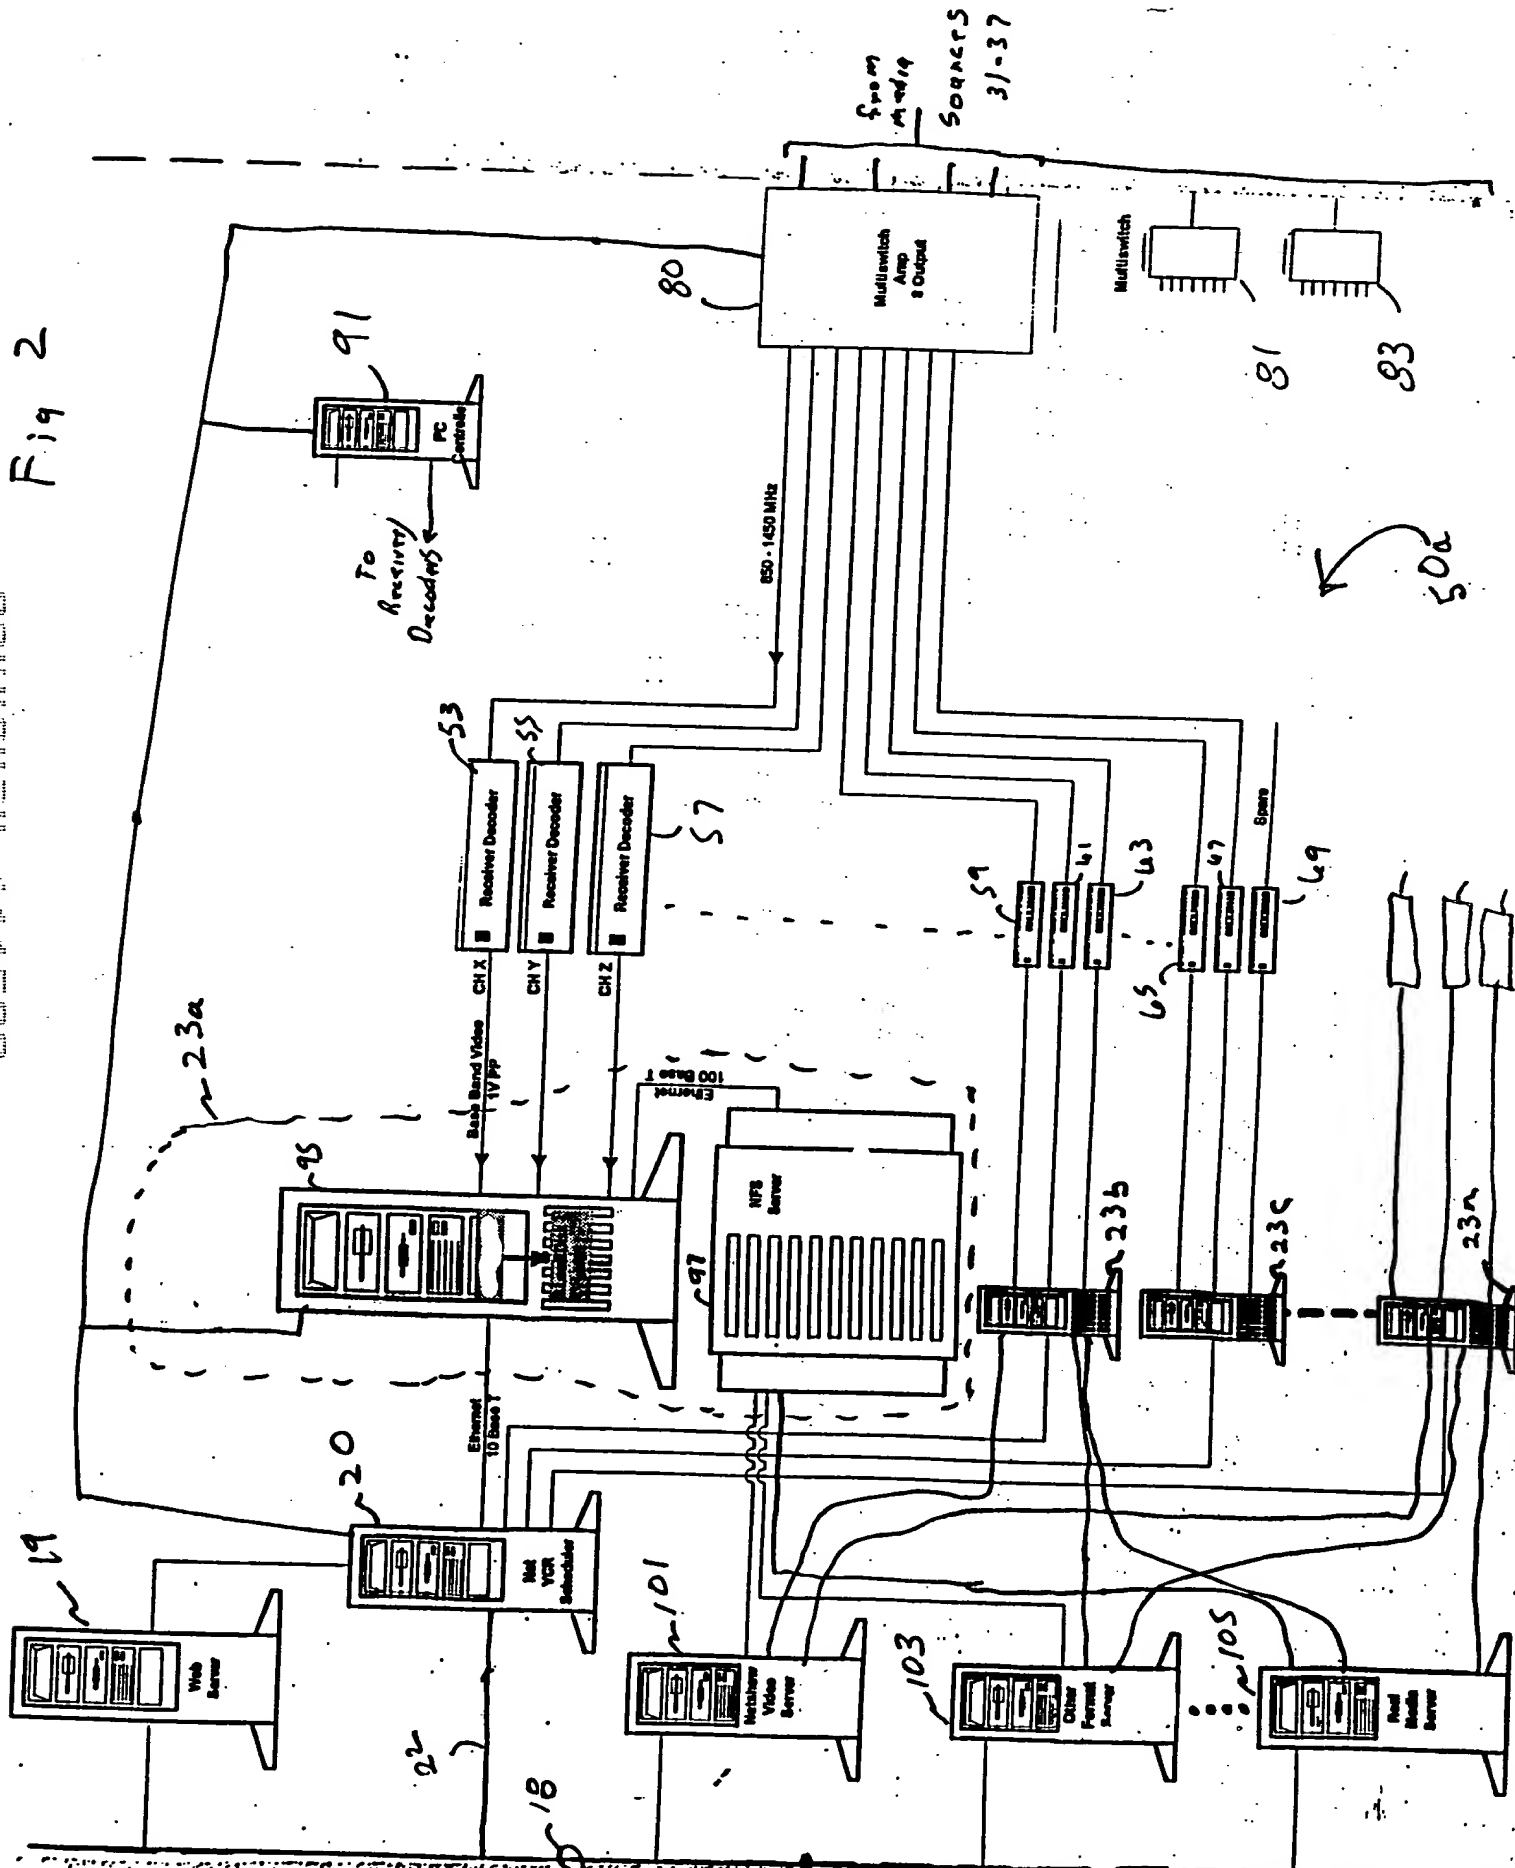 Fig 2
from
media
sources
31-37
80
Multiswitch
Amp
8 Output
Multiswitch
81
83
91
PC
Controlle
To
Receivers/
Decoders
850 - 1450 MHz
50a
53
Receiver Decoder
55
Receiver Decoder
57
Receiver Decoder
CH X
CH Y
CH Z
Base Band Video
1V PP
23a
95
Ethernet
100 Base T
97
NFS
Server
59
61
63
65
67
69
Spare
23b
23c
23n
Ethernet
10 Base T
19
Web
Server
20
Net
VCR
Scheduler
22
18
101
Netshow
Video
Server
103
Other
Format
Server
105
Real
Media
Server